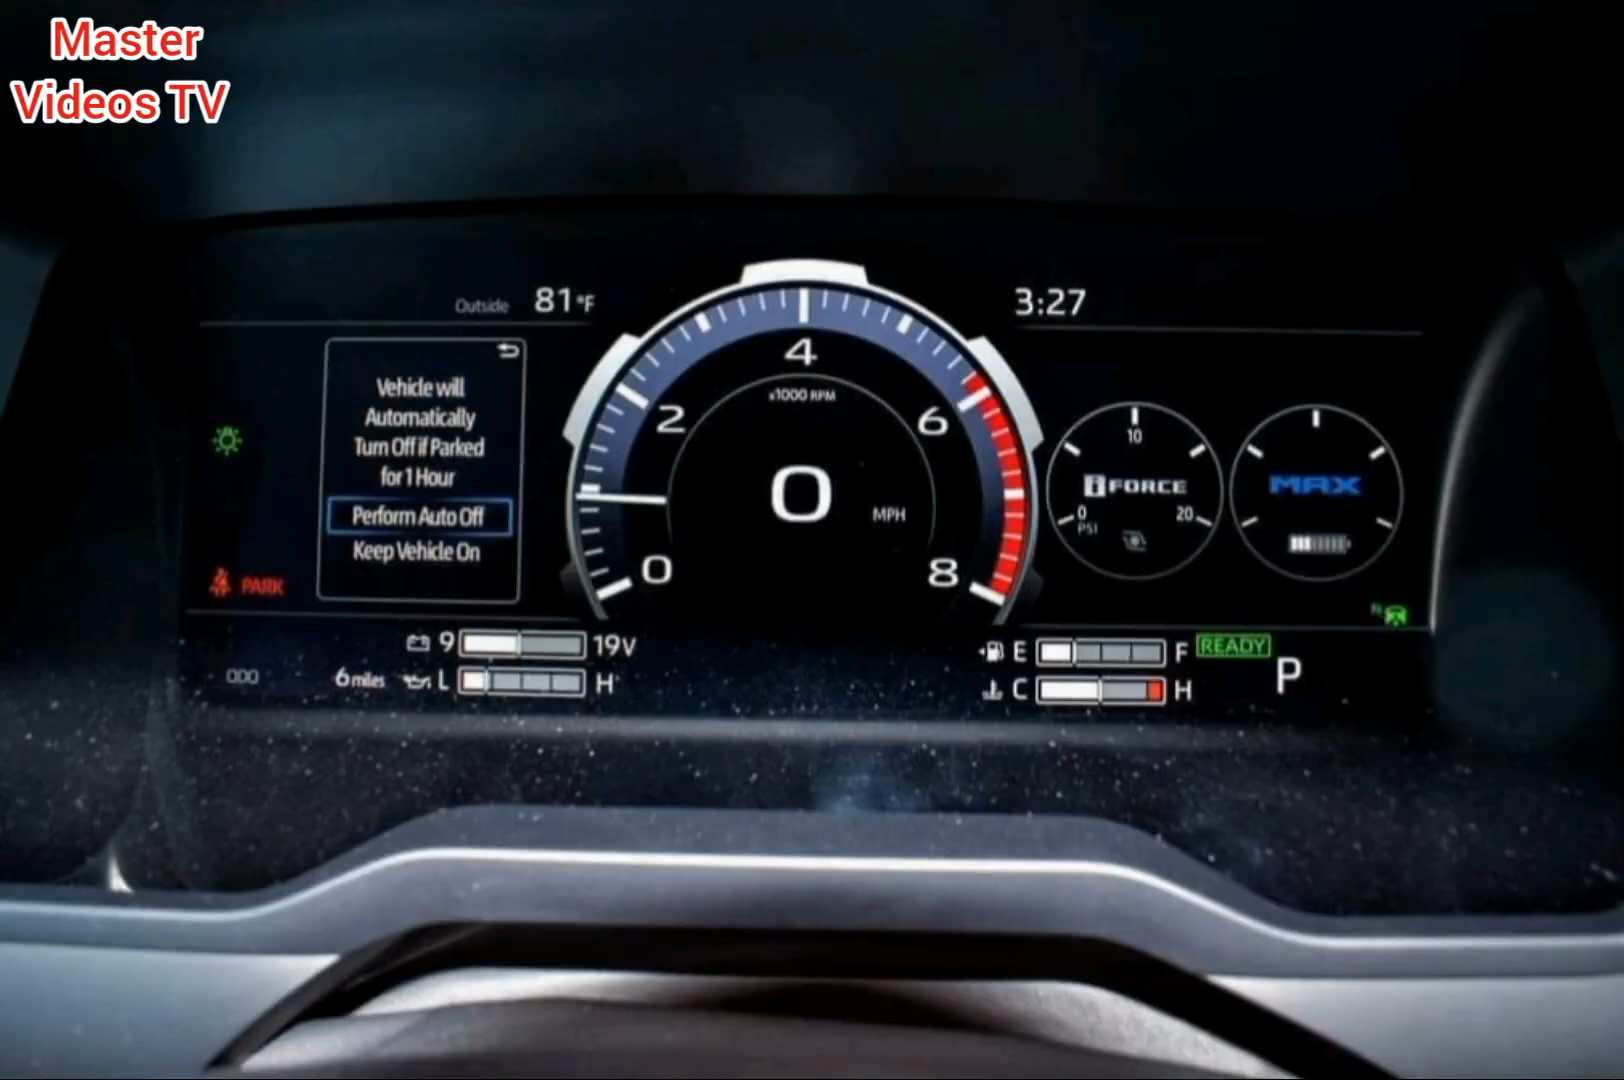 Master
Videos TV
Outside 81°F
3:27
Vehicle will
Automatically
Turn Off if Parked
for 1 Hour
Perform Auto Off
Keep Vehicle On
PARK
0
2
4
6
8
x1000 RPM
0 MPH
10
iFORCE
0
PSI
20
MAX
N
9 19V
000 6 miles L H
E F READY
C H
P